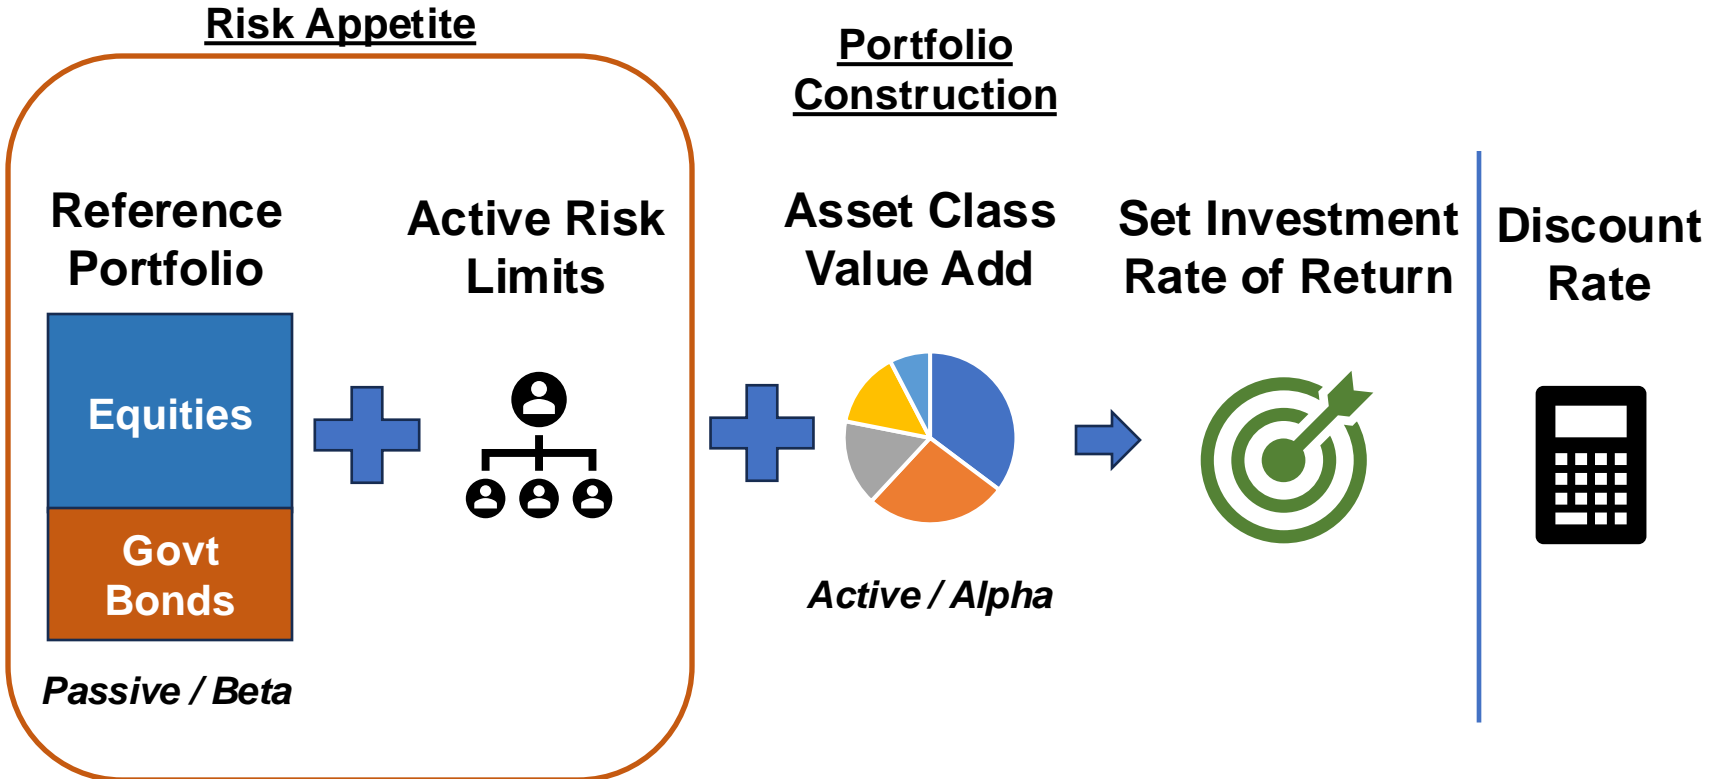 Risk Appetite
Portfolio
Construction
Reference
Portfolio
Active Risk
Limits
Asset Class
Value Add
Set Investment
Rate of Return
Discount
Rate
Equities
Govt
Bonds
Passive / Beta
Active / Alpha